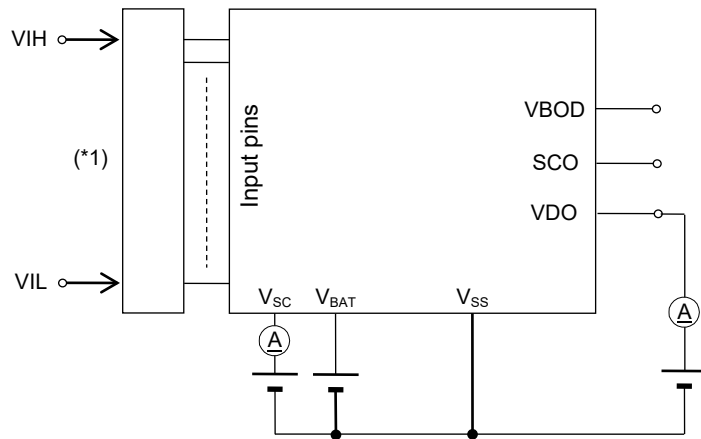 VIH
(*1)
VIL
Input pins
VBOD
SCO
VDO
VSC
VBAT
VSS
A
A